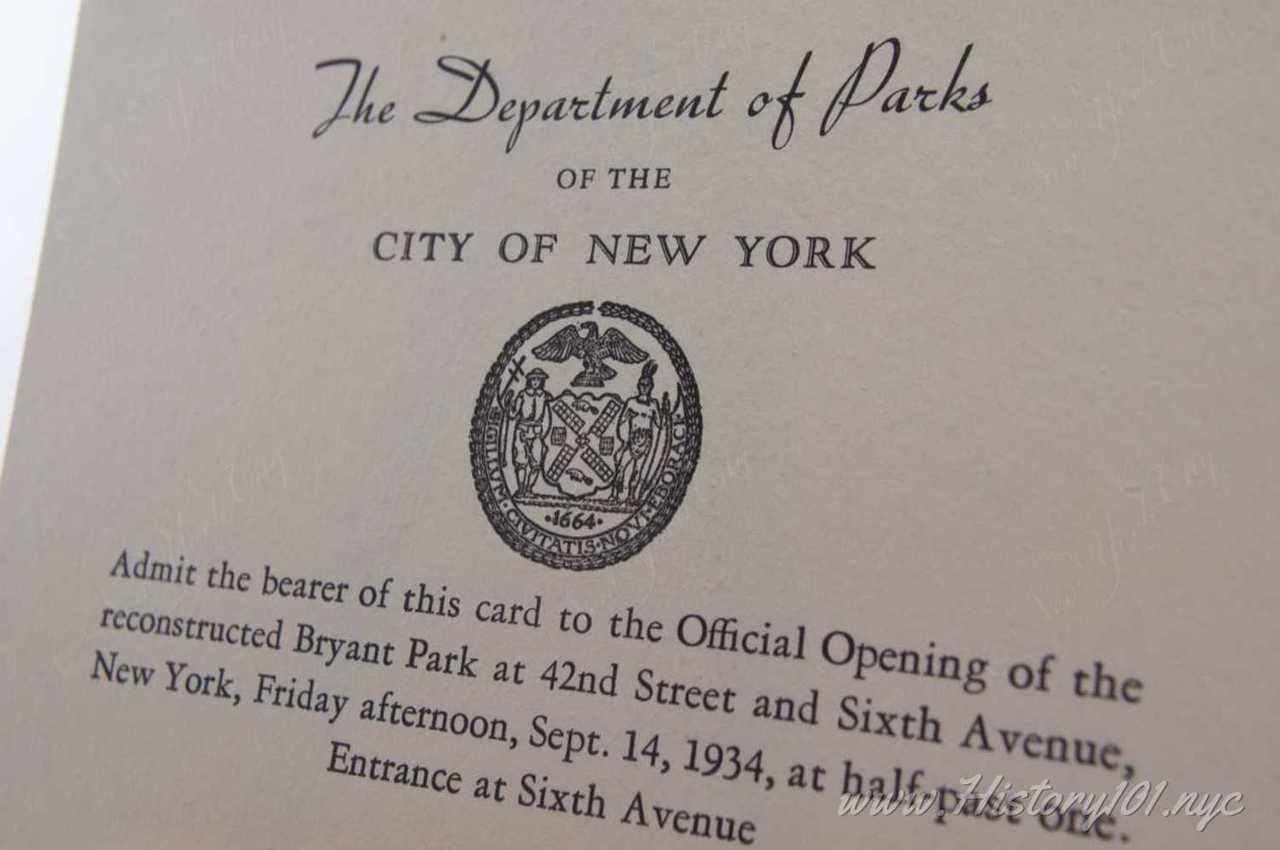 The Department of Parks
OF THE
CITY OF NEW YORK
SIGILLVM · CIVITATIS · NOVI · EBORACI
·1664·
Admit the bearer of this card to the Official Opening of the
reconstructed Bryant Park at 42nd Street and Sixth Avenue,
New York, Friday afternoon, Sept. 14, 1934, at half-past one.
Entrance at Sixth Avenue
www.History101.nyc